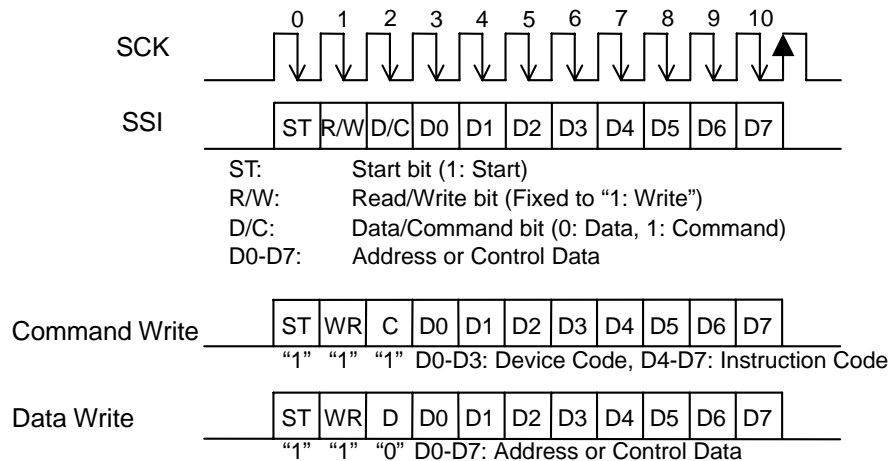 0 1 2 3 4 5 6 7 8 9 10
SCK
SSI ST R/W D/C D0 D1 D2 D3 D4 D5 D6 D7
ST: Start bit (1: Start)
R/W: Read/Write bit (Fixed to “1: Write”)
D/C: Data/Command bit (0: Data, 1: Command)
D0-D7: Address or Control Data
Command Write ST WR C D0 D1 D2 D3 D4 D5 D6 D7
“1” “1” “1” D0-D3: Device Code, D4-D7: Instruction Code
Data Write ST WR D D0 D1 D2 D3 D4 D5 D6 D7
“1” “1” “0” D0-D7: Address or Control Data